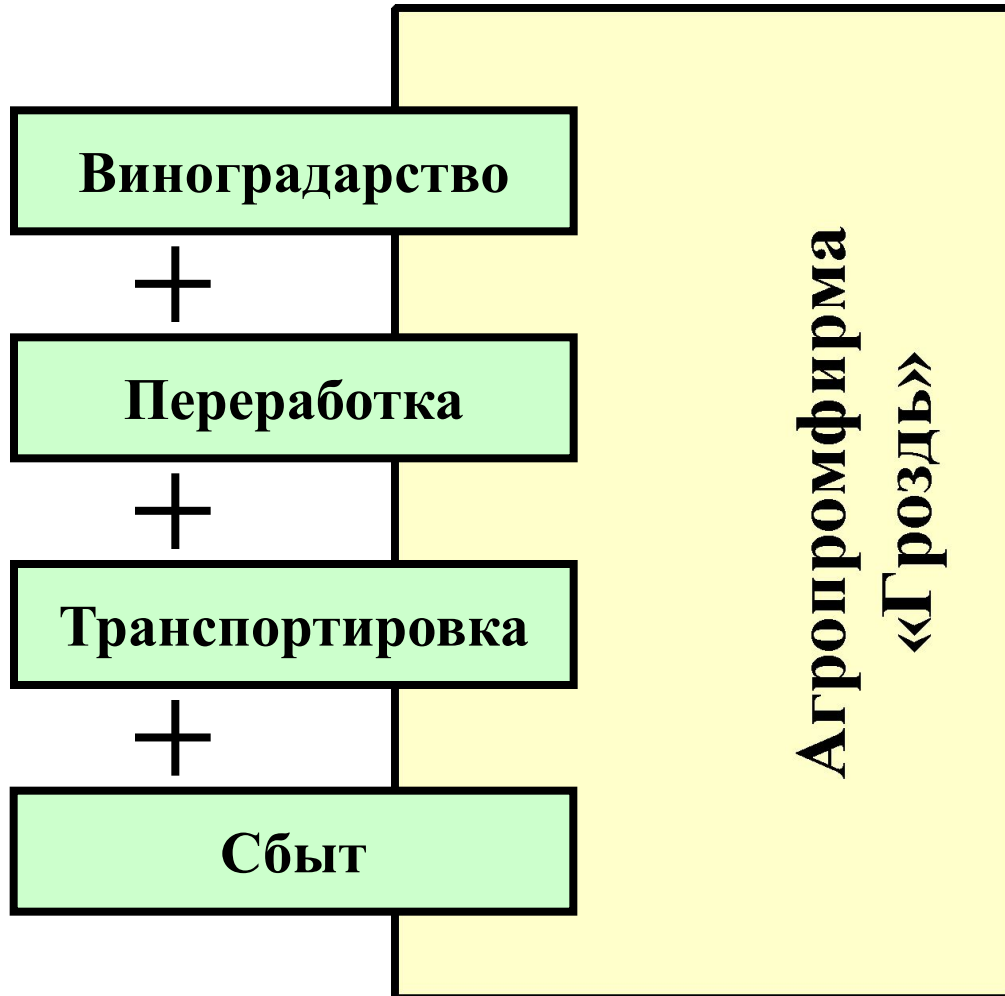 Виноградарство
+
Переработка
+
Транспортировка
+
Сбыт
Агропромфирма
«Гроздь»